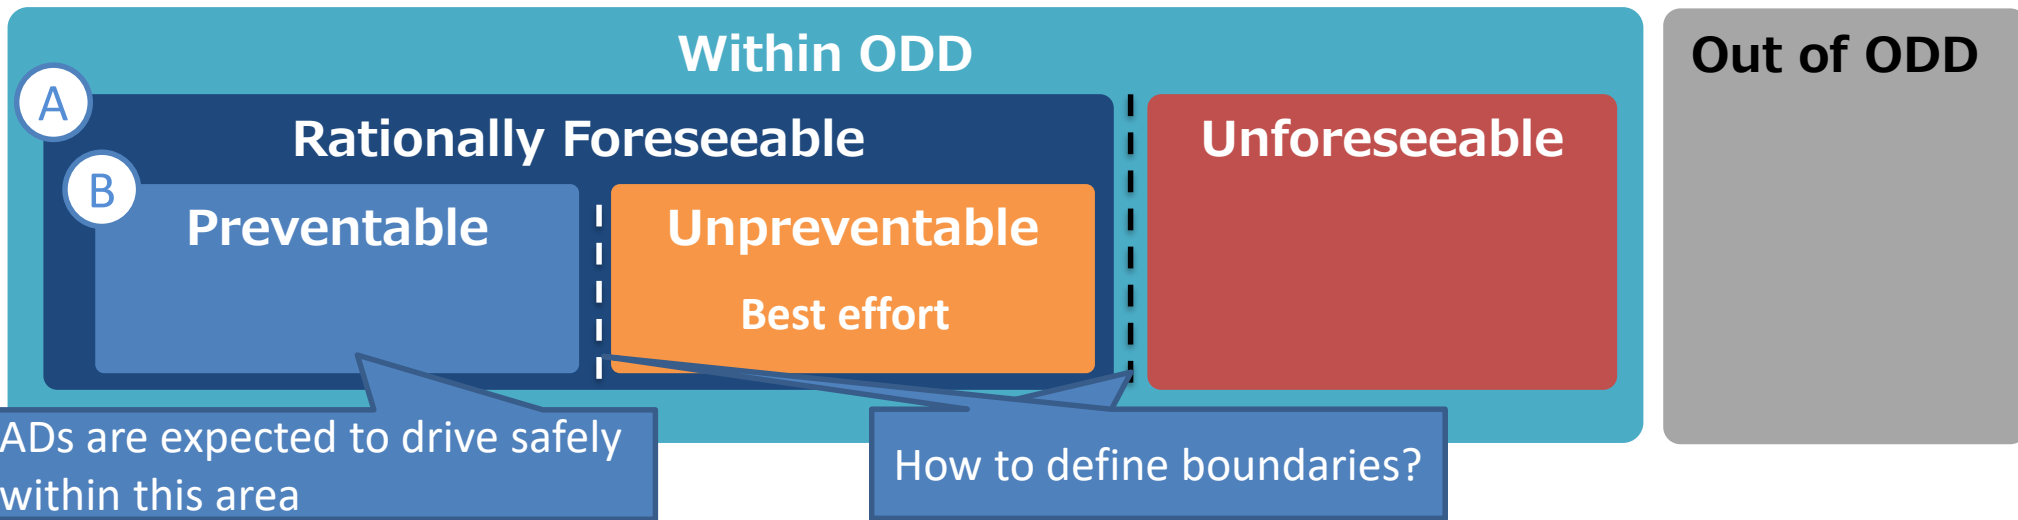 Within ODD
Out of ODD
A
Rationally Foreseeable
Unforeseeable
B
Preventable
Unpreventable
Best effort
ADs are expected to drive safely
within this area
How to define boundaries?